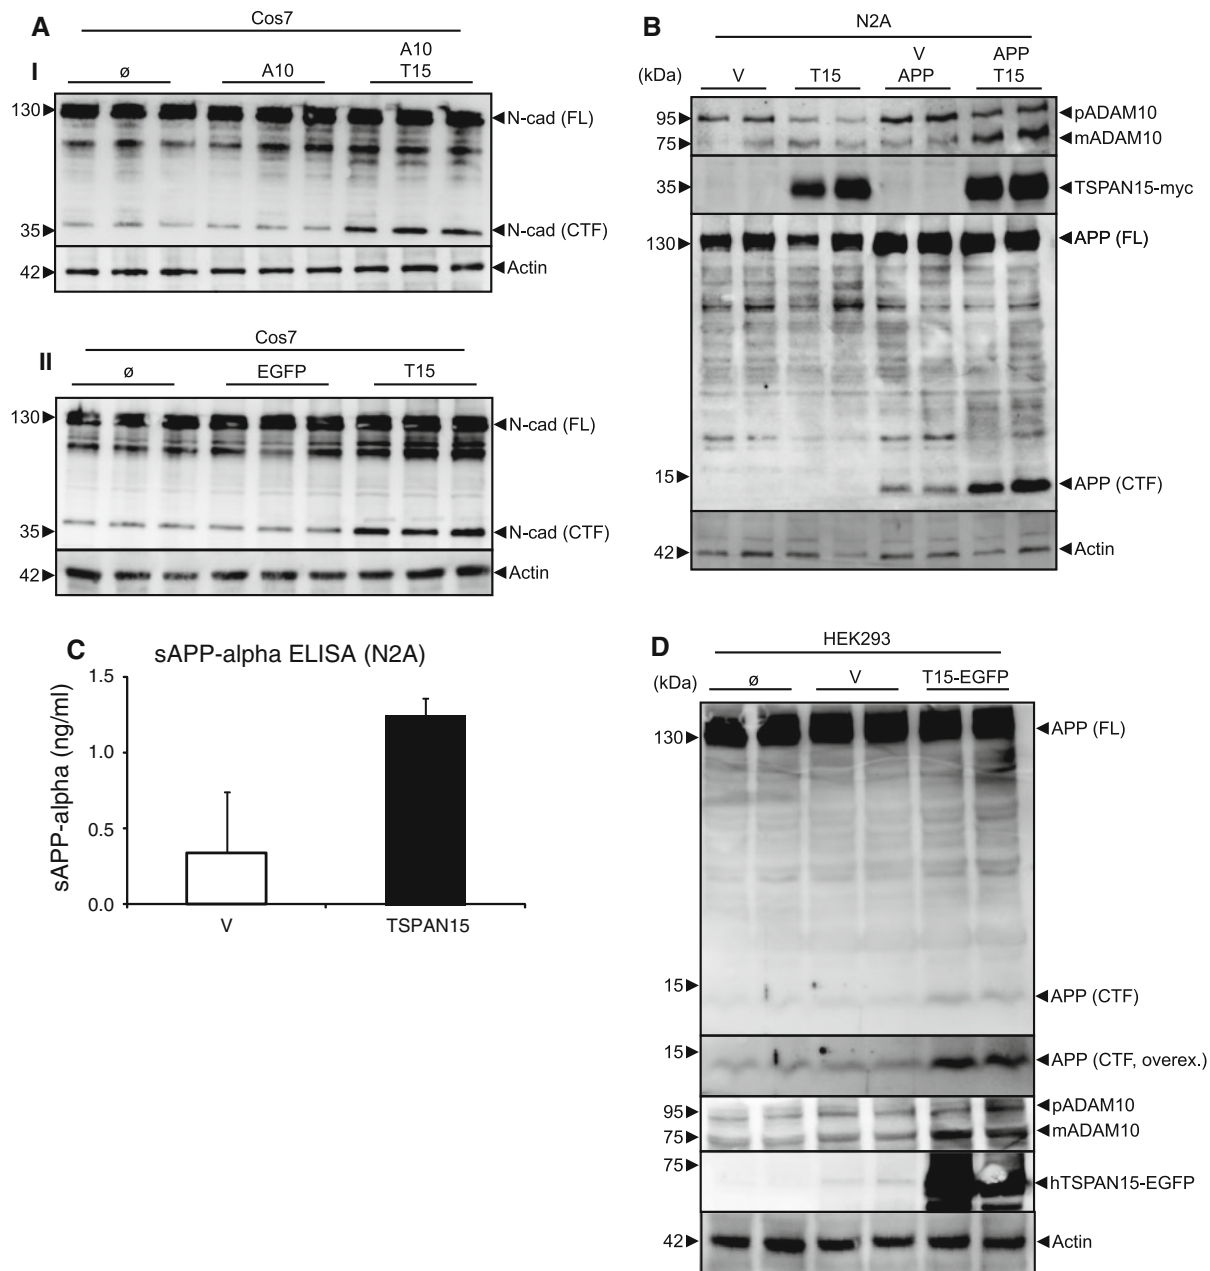 A
Cos7
I
ø
A10
A10
T15
130
N-cad (FL)
35
N-cad (CTF)
42
Actin
Cos7
II
ø
EGFP
T15
130
N-cad (FL)
35
N-cad (CTF)
42
Actin
B
N2A
(kDa)
V
T15
V
APP
APP
T15
95
pADAM10
75
mADAM10
35
TSPAN15-myc
130
APP (FL)
15
APP (CTF)
42
Actin
C
sAPP-alpha ELISA (N2A)
sAPP-alpha (ng/ml)
1.5
1.0
0.5
0.0
V
TSPAN15
D
HEK293
(kDa)
ø
V
T15-EGFP
130
APP (FL)
15
APP (CTF)
15
APP (CTF, overex.)
95
pADAM10
75
mADAM10
75
hTSPAN15-EGFP
42
Actin